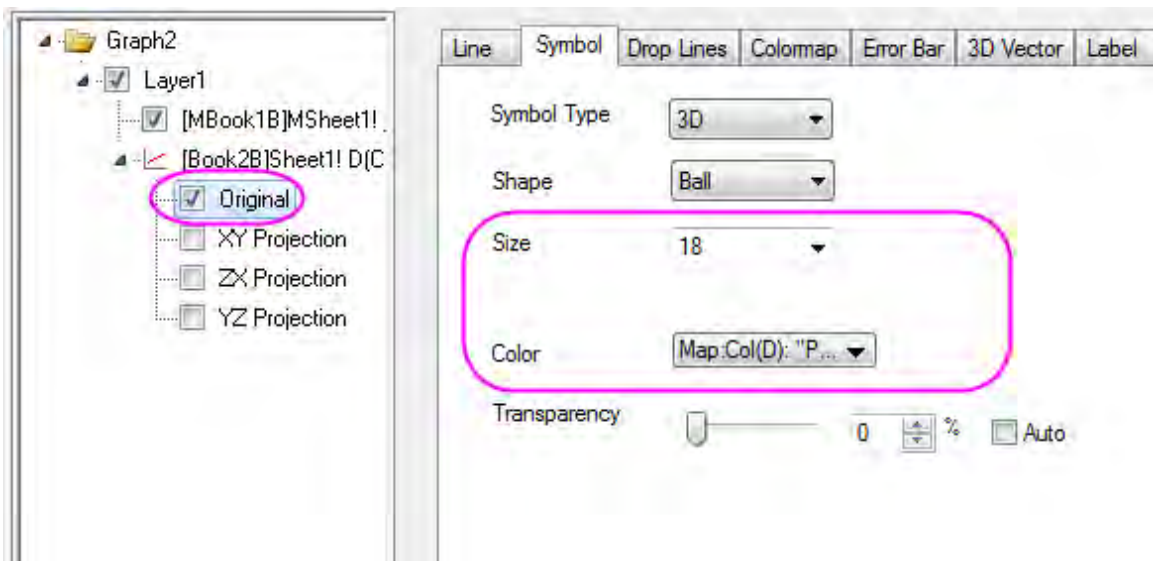 Graph2
Layer1
[MBook1B]MSheet1!
[Book2B]Sheet1! D(C
Original
XY Projection
ZX Projection
YZ Projection
Line Symbol Drop Lines Colormap Error Bar 3D Vector Label
Symbol Type 3D
Shape Ball
Size 18
Color Map:Col(D): "P...
Transparency 0 % Auto